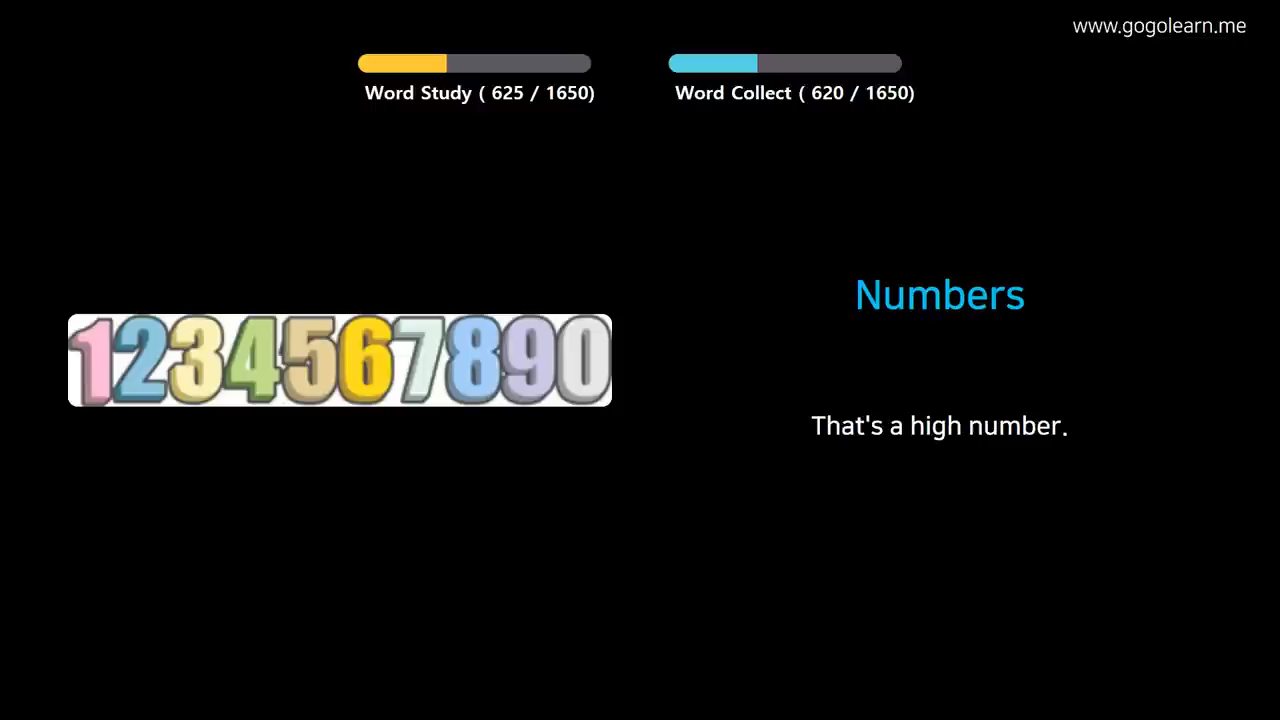 www.gogolearn.me
Word Study ( 625 / 1650)
Word Collect ( 620 / 1650)
1234567890
Numbers
That's a high number.